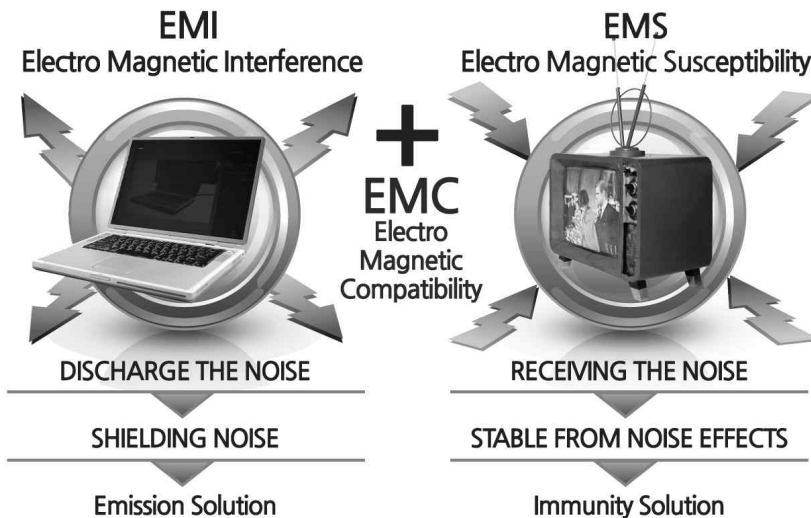 EMI
Electro Magnetic Interference
EMS
Electro Magnetic Susceptibility
+
EMC
Electro
Magnetic
Compatibility
DISCHARGE THE NOISE
SHIELDING NOISE
Emission Solution
RECEIVING THE NOISE
STABLE FROM NOISE EFFECTS
Immunity Solution